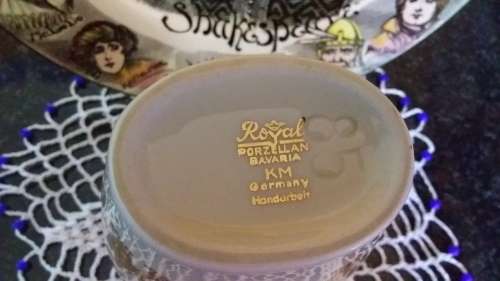 Shakespeare
Royal
PORZELLAN
BAVARIA
KM
Germany
Handarbeit